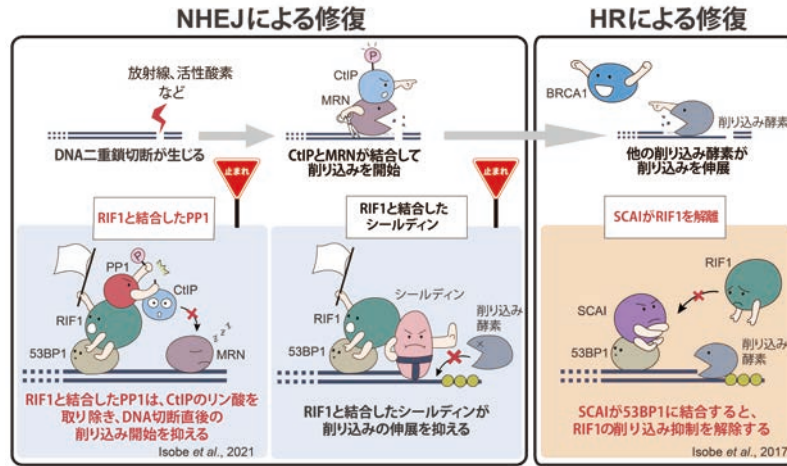 NHEJによる修復
HRによる修復
放射線、活性酸素
など
DNA二重鎖切断が生じる
P
CtIP
MRN
CtIPとMRNが結合して
削り込みを開始
BRCA1
削り込み酵素
他の削り込み酵素が
削り込みを伸展
止まれ
止まれ
RIF1と結合したPP1
P
PP1
CtIP
RIF1
53BP1
MRN
zzz
RIF1と結合したPP1は、CtIPのリン酸を
取り除き、DNA切断直後の
削り込み開始を抑える
Isobe et al., 2021
RIF1と結合した
シールディン
シールディン
RIF1
53BP1
削り込み
酵素
RIF1と結合したシールディンが
削り込みの伸展を抑える
SCAIがRIF1を解離
RIF1
SCAI
53BP1
削り込み
酵素
SCAIが53BP1に結合すると、
RIF1の削り込み抑制を解除する
Isobe et al., 2017